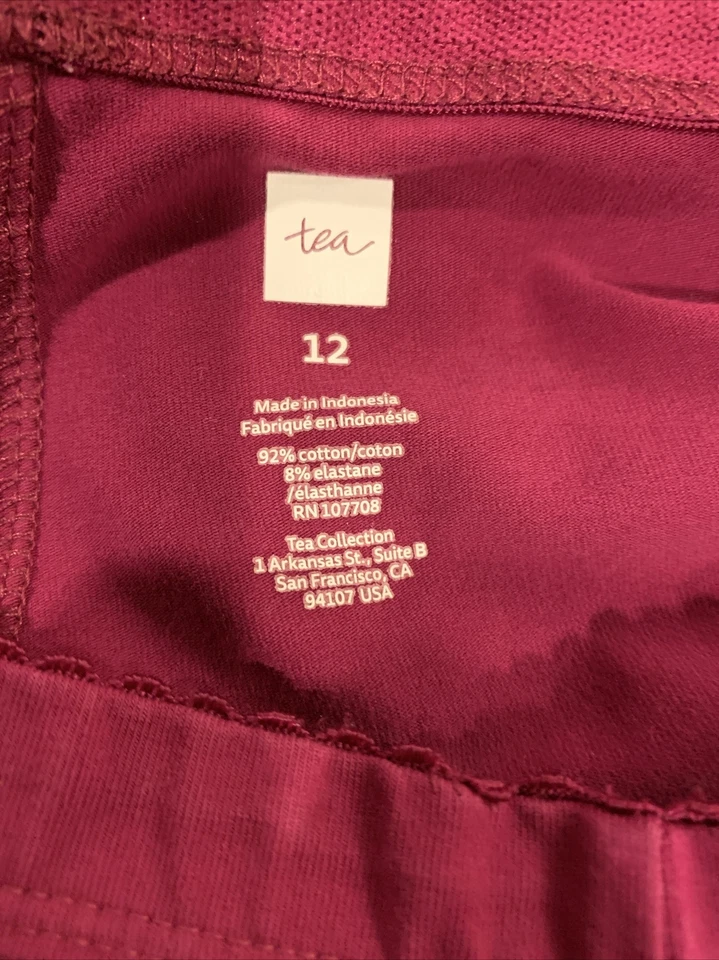 tea
12
Made in Indonesia
Fabriqué en Indonésie
92% cotton/coton
8% elastane
/élasthanne
RN 107708
Tea Collection
1 Arkansas St., Suite B
San Francisco, CA
94107 USA